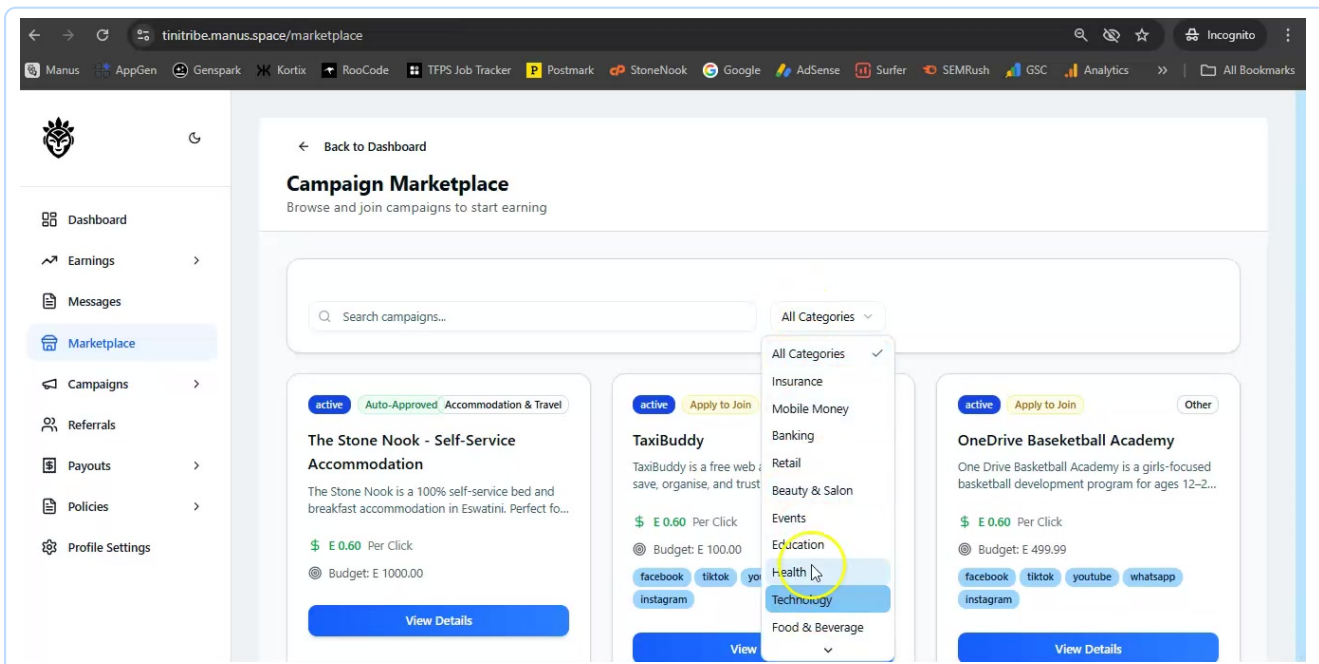 tinitribe.manus.space/marketplace
Incognito
Manus
AppGen
Genspark
Kortix
RooCode
TFPS Job Tracker
Postmark
StoneNook
Google
AdSense
Surfer
SEMRush
GSC
Analytics
All Bookmarks
Dashboard
Earnings
Messages
Marketplace
Campaigns
Referrals
Payouts
Policies
Profile Settings
Back to Dashboard
Campaign Marketplace
Browse and join campaigns to start earning
Search campaigns...
All Categories
All Categories
Insurance
Mobile Money
Banking
Retail
Beauty & Salon
Events
Education
Health
Technology
Food & Beverage
active Auto-Approved Accommodation & Travel
The Stone Nook - Self-Service
Accommodation
The Stone Nook is a 100% self-service bed and
breakfast accommodation in Eswatini. Perfect fo...
$ E 0.60 Per Click
Budget: E 1000.00
View Details
active Apply to Join
TaxiBuddy
TaxiBuddy is a free web
save, organise, and trust
$ E 0.60 Per Click
Budget: E 100.00
facebook tiktok
instagram
View
active Apply to Join Other
OneDrive Baseketball Academy
One Drive Basketball Academy is a girls-focused
basketball development program for ages 12–2...
$ E 0.60 Per Click
Budget: E 499.99
facebook tiktok youtube whatsapp
instagram
View Details